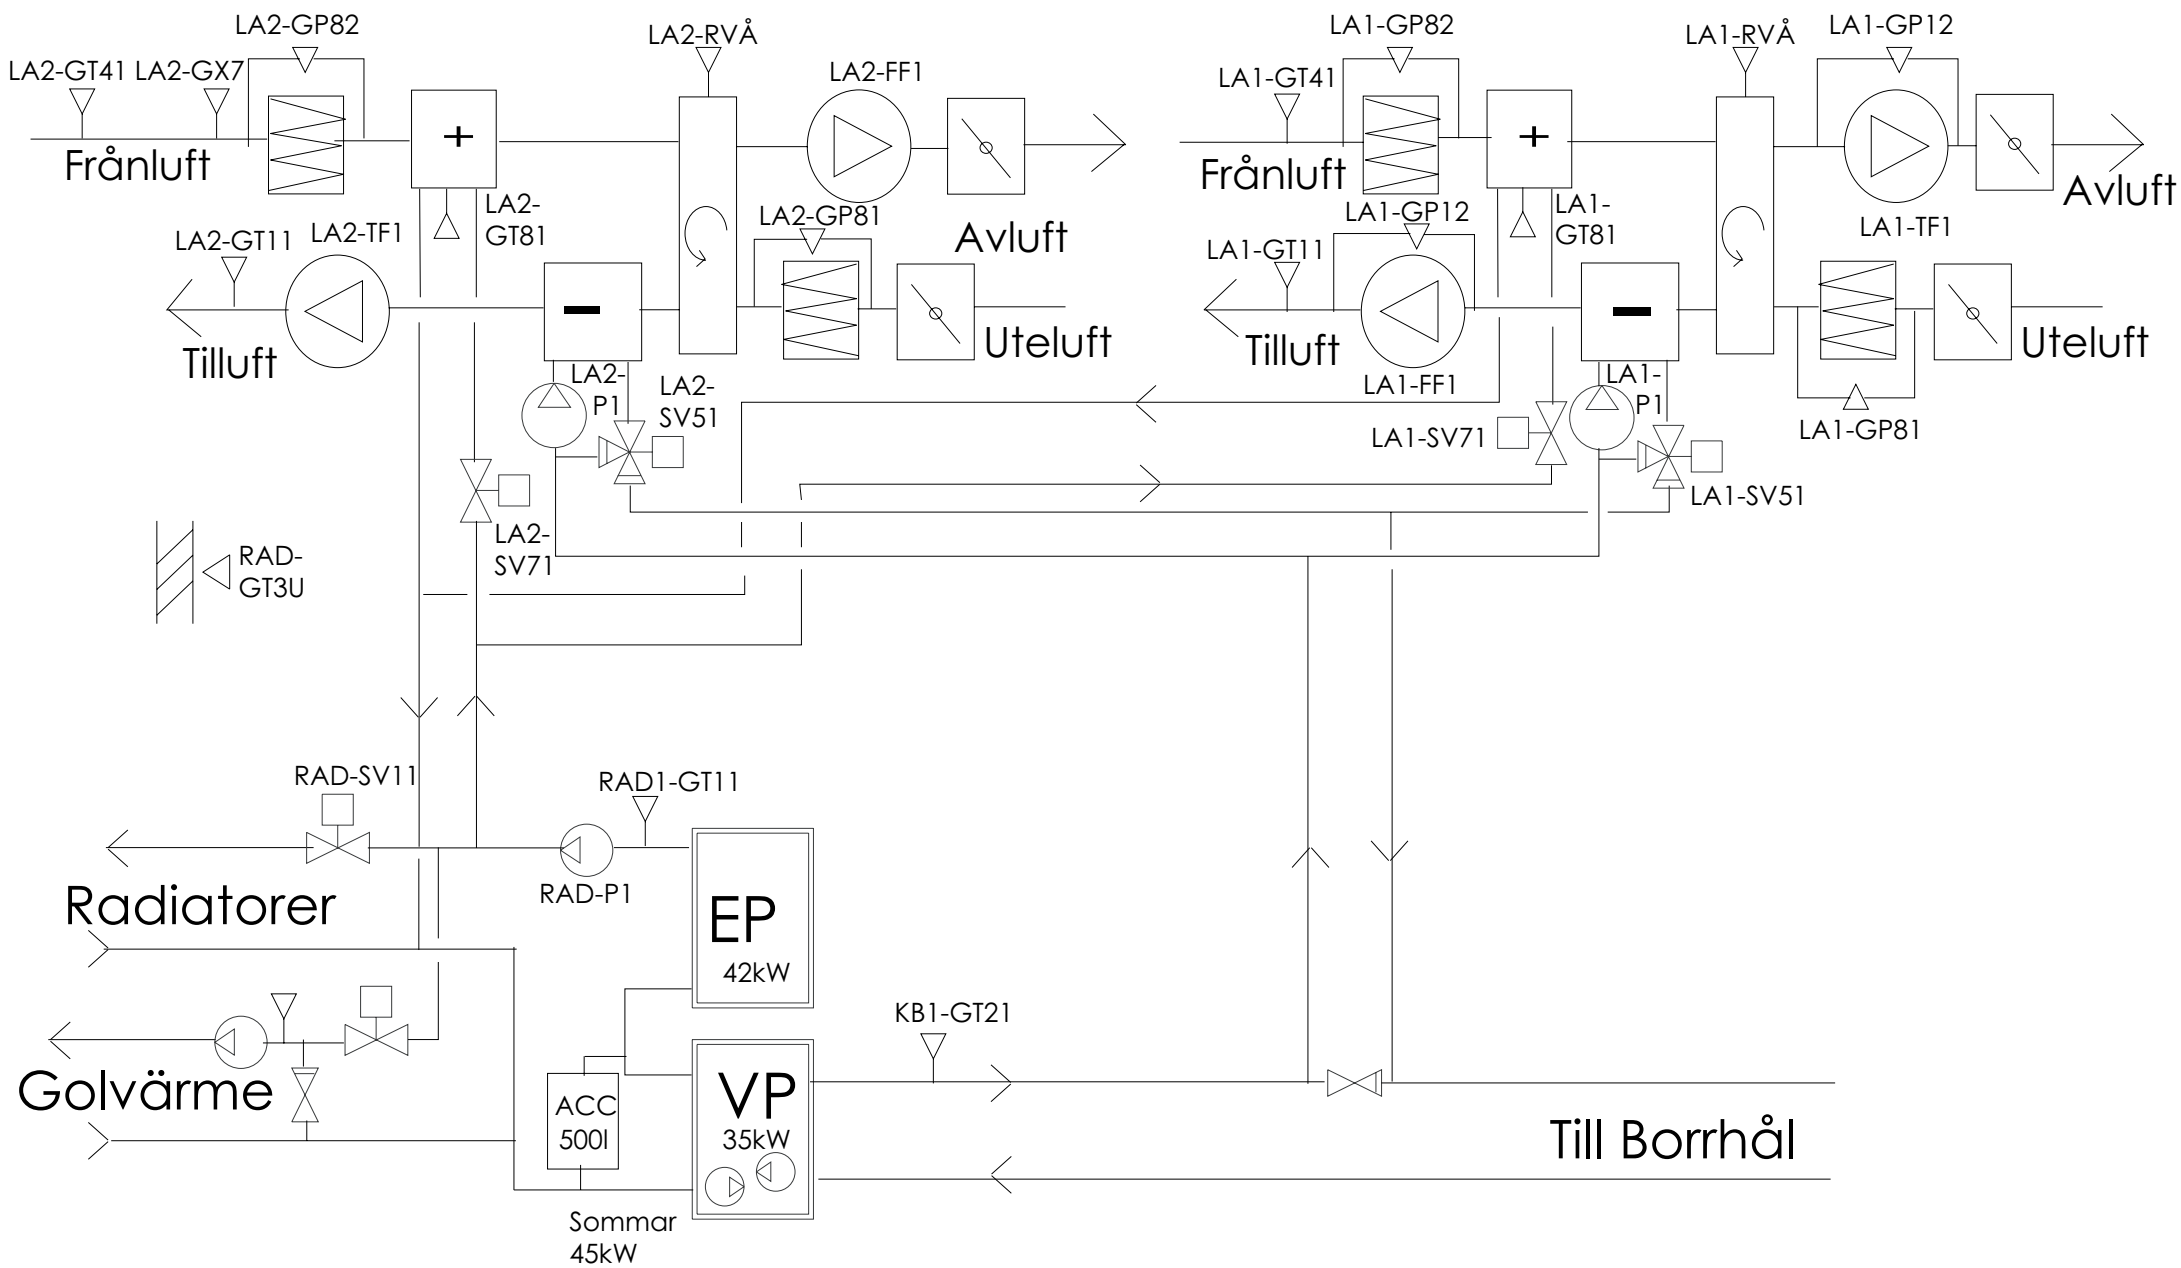 LA2-GP82
LA2-GT41
LA2-GX7
LA2-RVÅ
LA2-FF1
+
Frånluft
LA2-
GT81
LA2-GP81
Avluft
LA2-GT11
LA2-TF1
Tilluft
Uteluft
LA2-
P1
LA2-
SV51
LA2-
SV71
LA1-GP82
LA1-GT41
LA1-RVÅ
LA1-GP12
+
Frånluft
LA1-
GT81
LA1-TF1
Avluft
LA1-GP12
LA1-GT11
Tilluft
LA1-FF1
Uteluft
LA1-
P1
LA1-SV71
LA1-GP81
LA1-SV51
RAD-
GT3U
RAD-SV11
RAD1-GT11
RAD-P1
Radiatorer
EP
42kW
KB1-GT21
Golvärme
ACC
500l
VP
35kW
Till Borrhål
Sommar
45kW